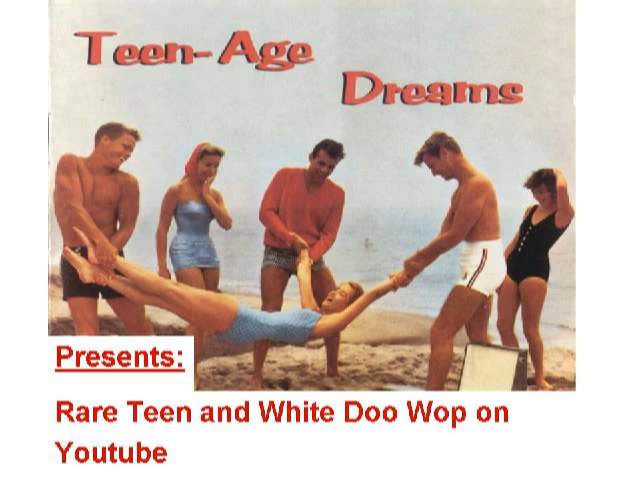 Teen-Age
Dreams
Presents:
Rare Teen and White Doo Wop on
Youtube